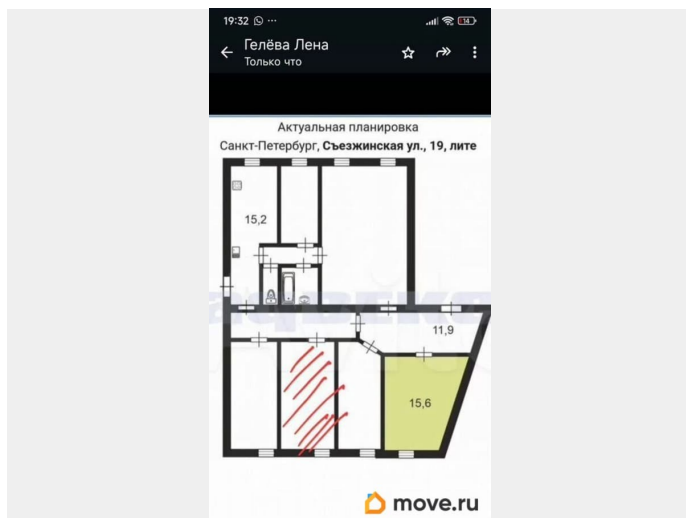 19:32
14
Гелёва Лена
Только что
Актуальная планировка
Санкт-Петербург, Съезжинская ул., 19, лите
15,2
11,9
15,6
move.ru